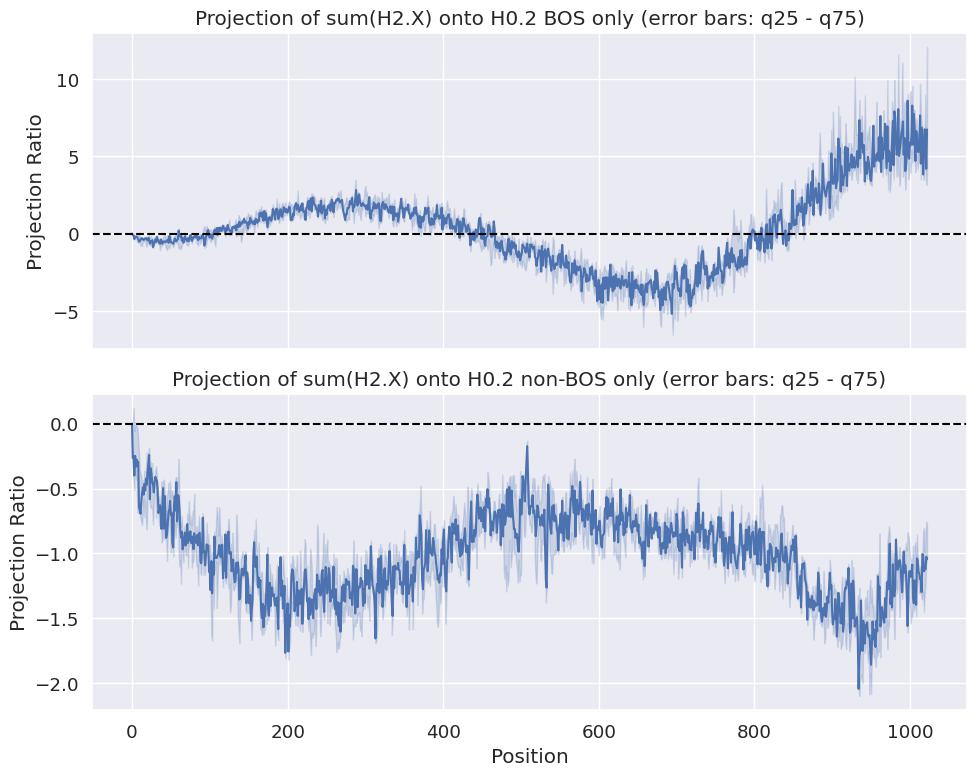 Projection of sum(H2.X) onto H0.2 BOS only (error bars: q25 - q75)
10
5
0
−5
Projection Ratio
Projection of sum(H2.X) onto H0.2 non-BOS only (error bars: q25 - q75)
0.0
−0.5
−1.0
−1.5
−2.0
Projection Ratio
0 200 400 600 800 1000
Position